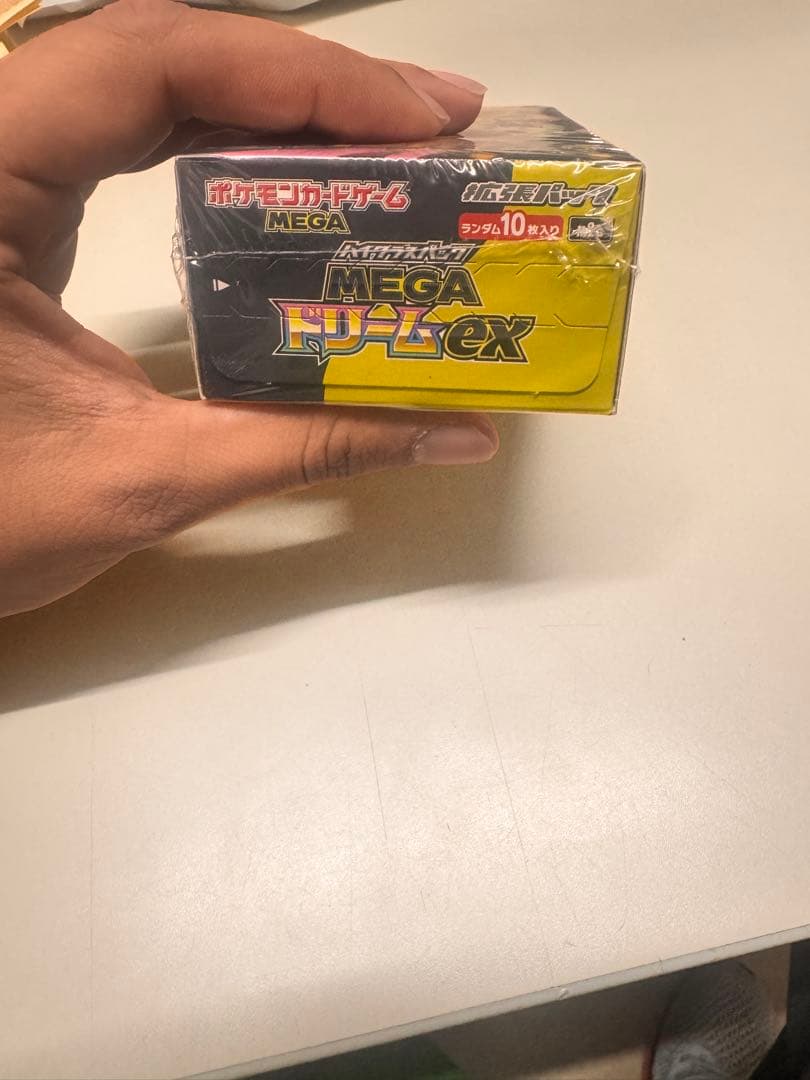 ポケモンカードゲーム
MEGA
拡張パック
ランダム10枚入り
ハイクラスパック
MEGA
ドリームex